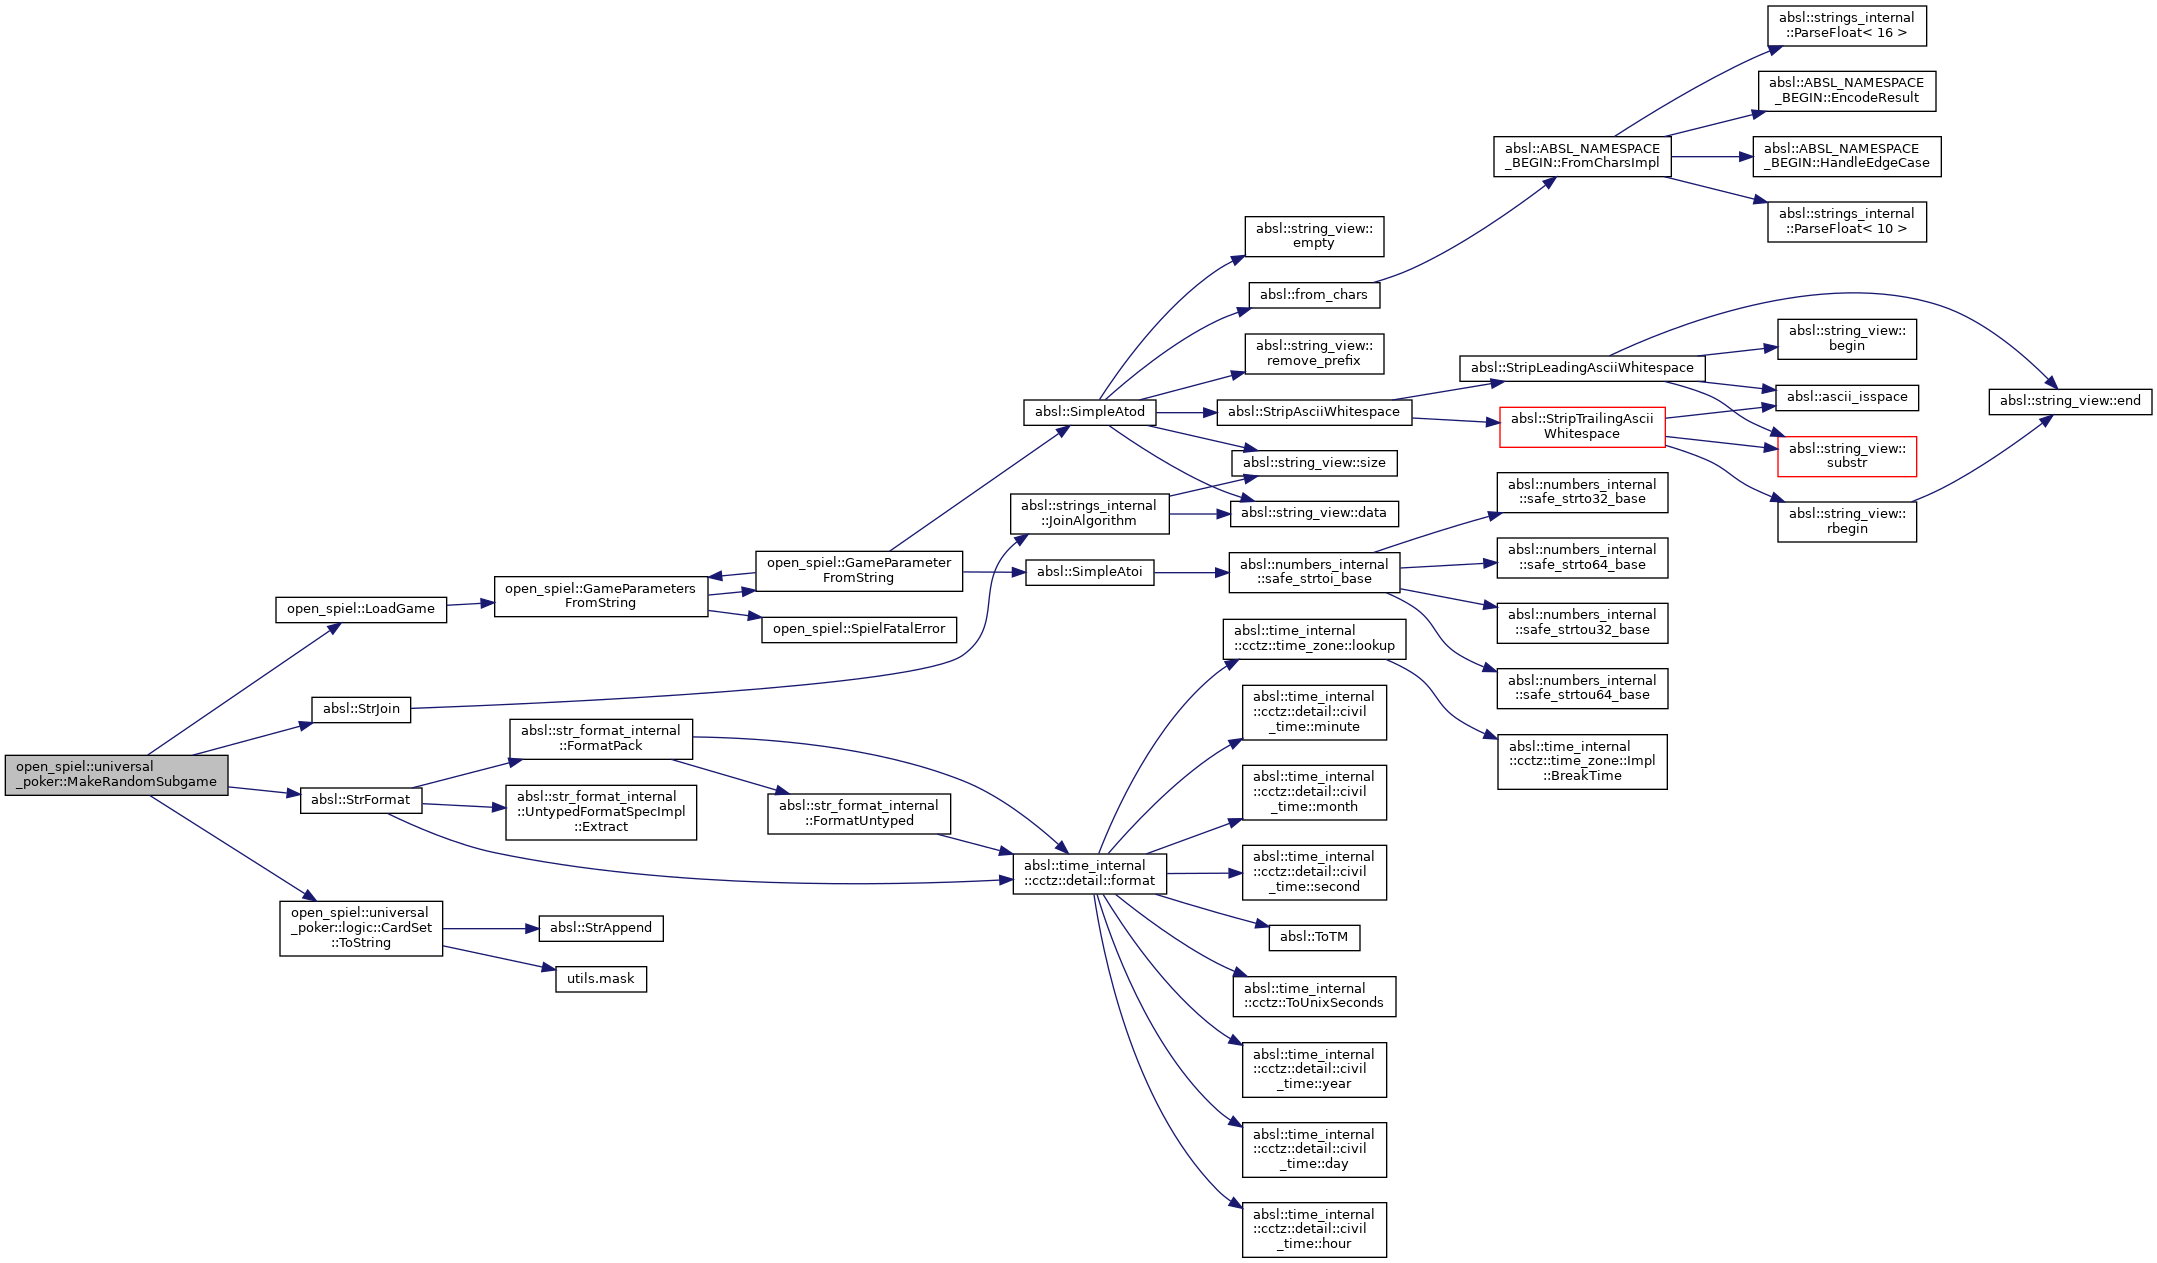 open_spiel::universal
_poker::MakeRandomSubgame
open_spiel::LoadGame
absl::StrJoin
absl::StrFormat
open_spiel::universal
_poker::logic::CardSet
::ToString
open_spiel::GameParameters
FromString
absl::str_format_internal
::FormatPack
absl::str_format_internal
::UntypedFormatSpecImpl
::Extract
absl::StrAppend
utils.mask
open_spiel::GameParameter
FromString
open_spiel::SpielFatalError
absl::str_format_internal
::FormatUntyped
absl::SimpleAtod
absl::strings_internal
::JoinAlgorithm
absl::SimpleAtoi
absl::time_internal
::cctz::detail::format
absl::string_view::
empty
absl::from_chars
absl::string_view::
remove_prefix
absl::StripAsciiWhitespace
absl::string_view::size
absl::string_view::data
absl::numbers_internal
::safe_strtoi_base
absl::time_internal
::cctz::time_zone::lookup
absl::time_internal
::cctz::detail::civil
_time::minute
absl::time_internal
::cctz::detail::civil
_time::month
absl::time_internal
::cctz::detail::civil
_time::second
absl::ToTM
absl::time_internal
::cctz::ToUnixSeconds
absl::time_internal
::cctz::detail::civil
_time::year
absl::time_internal
::cctz::detail::civil
_time::day
absl::time_internal
::cctz::detail::civil
_time::hour
absl::ABSL_NAMESPACE
_BEGIN::FromCharsImpl
absl::StripLeadingAsciiWhitespace
absl::StripTrailingAscii
Whitespace
absl::numbers_internal
::safe_strto32_base
absl::numbers_internal
::safe_strto64_base
absl::numbers_internal
::safe_strtou32_base
absl::numbers_internal
::safe_strtou64_base
absl::time_internal
::cctz::time_zone::Impl
::BreakTime
absl::strings_internal
::ParseFloat< 16 >
absl::ABSL_NAMESPACE
_BEGIN::EncodeResult
absl::ABSL_NAMESPACE
_BEGIN::HandleEdgeCase
absl::strings_internal
::ParseFloat< 10 >
absl::string_view::
begin
absl::ascii_isspace
absl::string_view::
substr
absl::string_view::
rbegin
absl::string_view::end